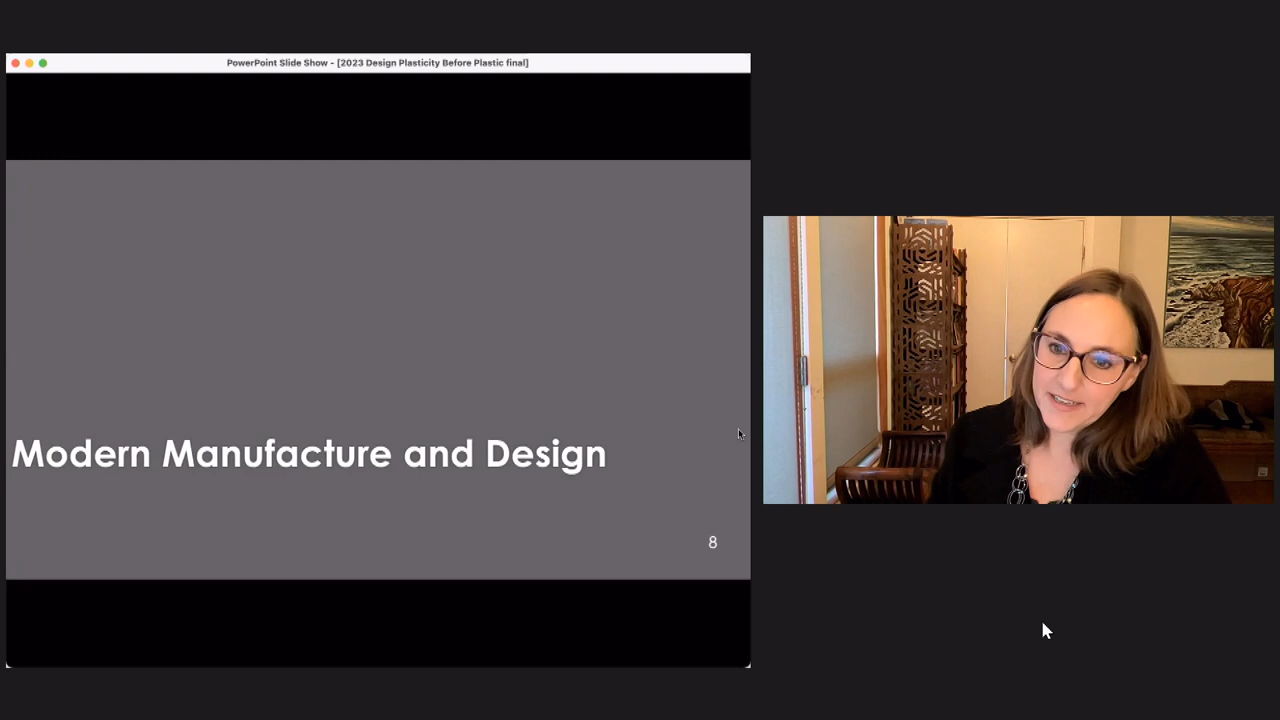 PowerPoint Slide Show - [2023 Design Plasticity Before Plastic final]
Modern Manufacture and Design
8